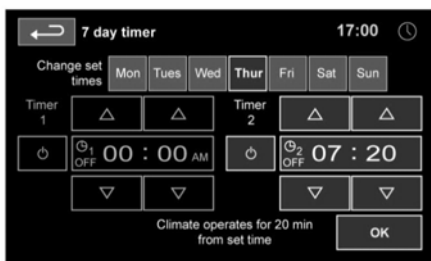 7 day timer 17:00
Change set times Mon Tues Wed Thur Fri Sat Sun
Timer 1 Timer 2
1 OFF 00 : 00 AM 2 OFF 07 : 20
Climate operates for 20 min
from set time
OK